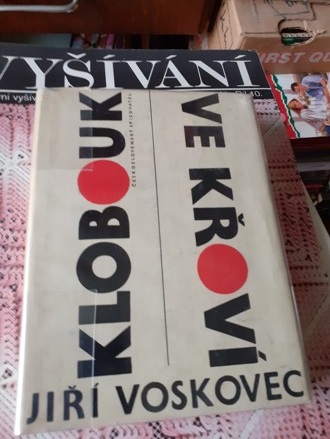 VYŠÍVÁNÍ
KLOBOUK
ČESKOSLOVENSKÝ SPISOVATEL
VE KŘOVÍ
JIŘÍ VOSKOVEC